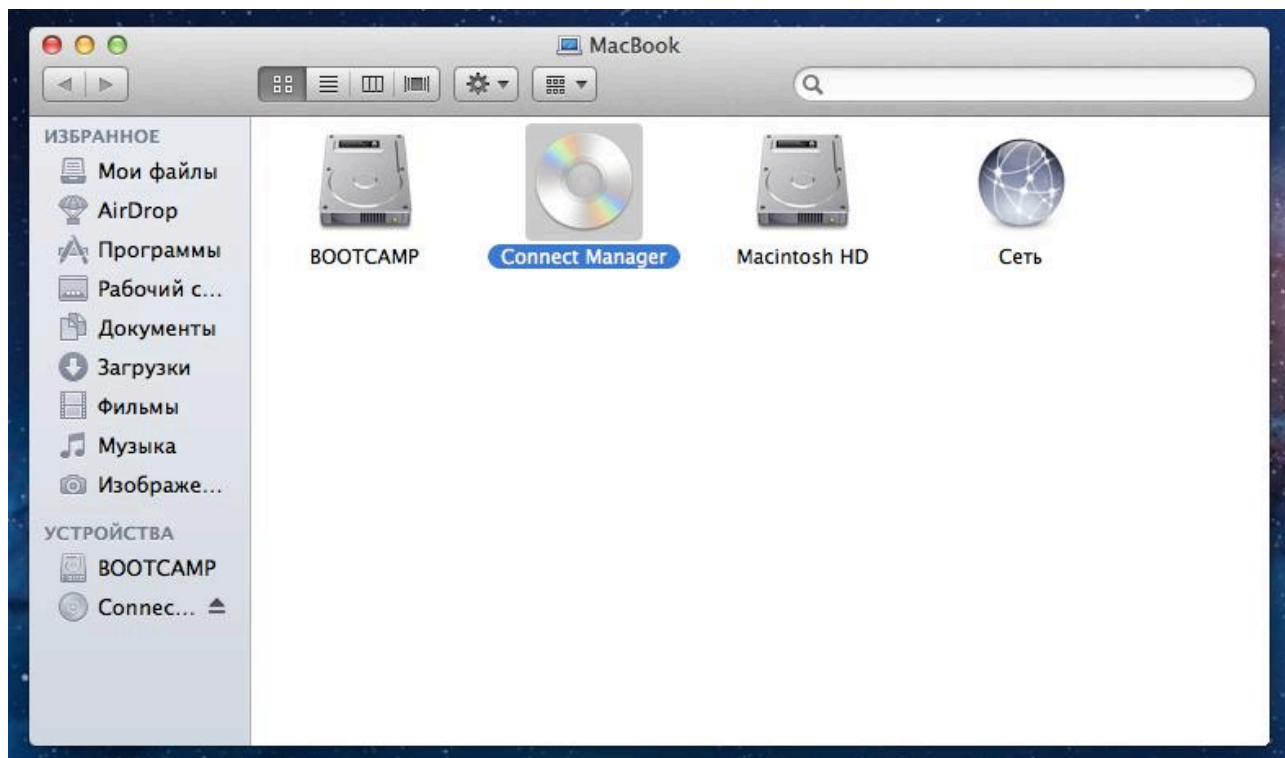 MacBook
ИЗБРАННОЕ
Мои файлы
AirDrop
Программы
Рабочий с...
Документы
Загрузки
Фильмы
Музыка
Изображе...
УСТРОЙСТВА
BOOTCAMP
Connec...
BOOTCAMP
Connect Manager
Macintosh HD
Сеть